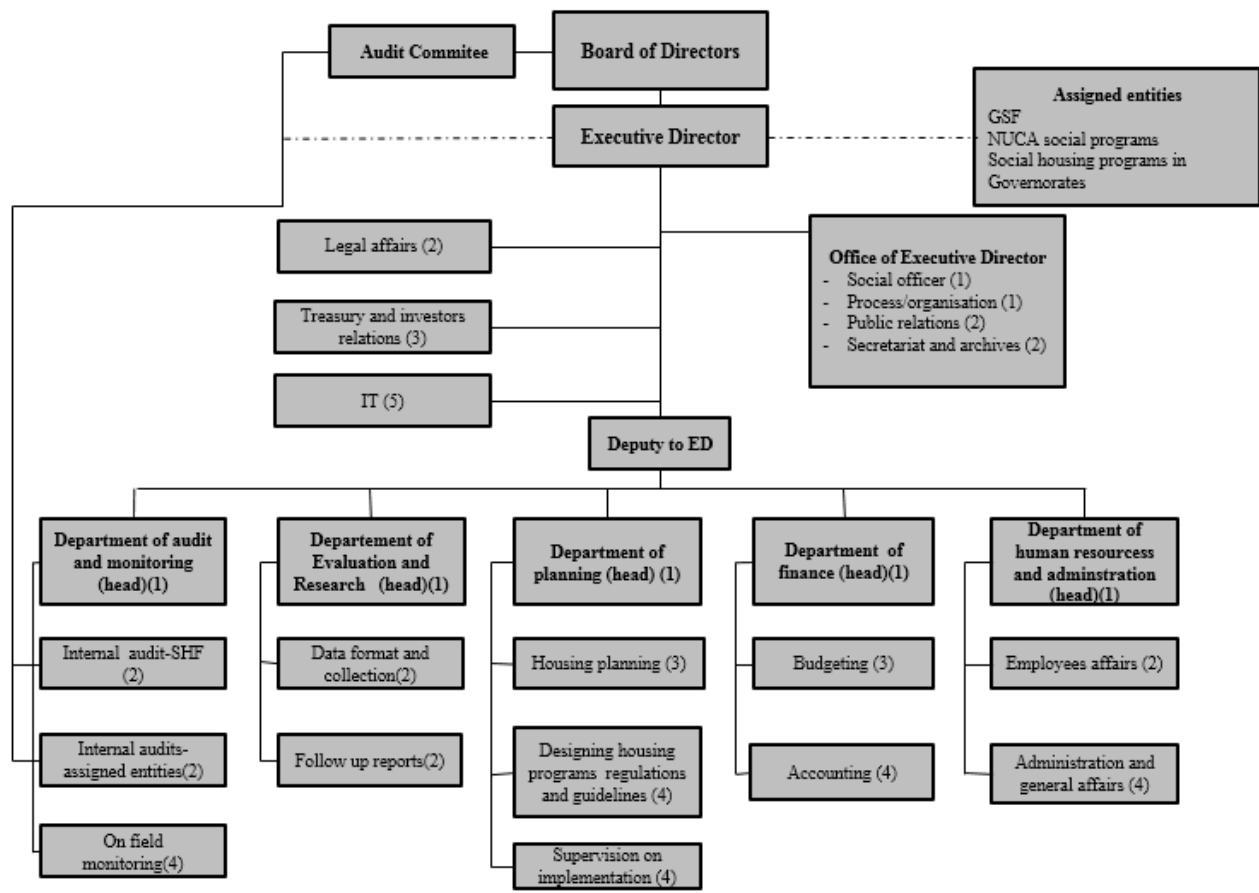 Audit Commitee
Board of Directors
Executive Director
Assigned entities
GSF
NUCA social programs
Social housing programs in
Governorates
Legal affairs (2)
Treasury and investors
relations (3)
IT (5)
Office of Executive Director
- Social officer (1)
- Process/organisation (1)
- Public relations (2)
- Secretariat and archives (2)
Deputy to ED
Department of audit
and monitoring
(head)(1)
Internal audit-SHF
(2)
Internal audits-
assigned entities(2)
On field
monitoring(4)
Departement of
Evaluation and
Research (head)(1)
Data format and
collection(2)
Follow up reports(2)
Department of
planning (head) (1)
Housing planning (3)
Designing housing
programs regulations
and guidelines (4)
Supervision on
implementation (4)
Department of
finance (head)(1)
Budgeting (3)
Accounting (4)
Department of
human resourcess
and adminstration
(head)(1)
Employees affairs (2)
Administration and
general affairs (4)